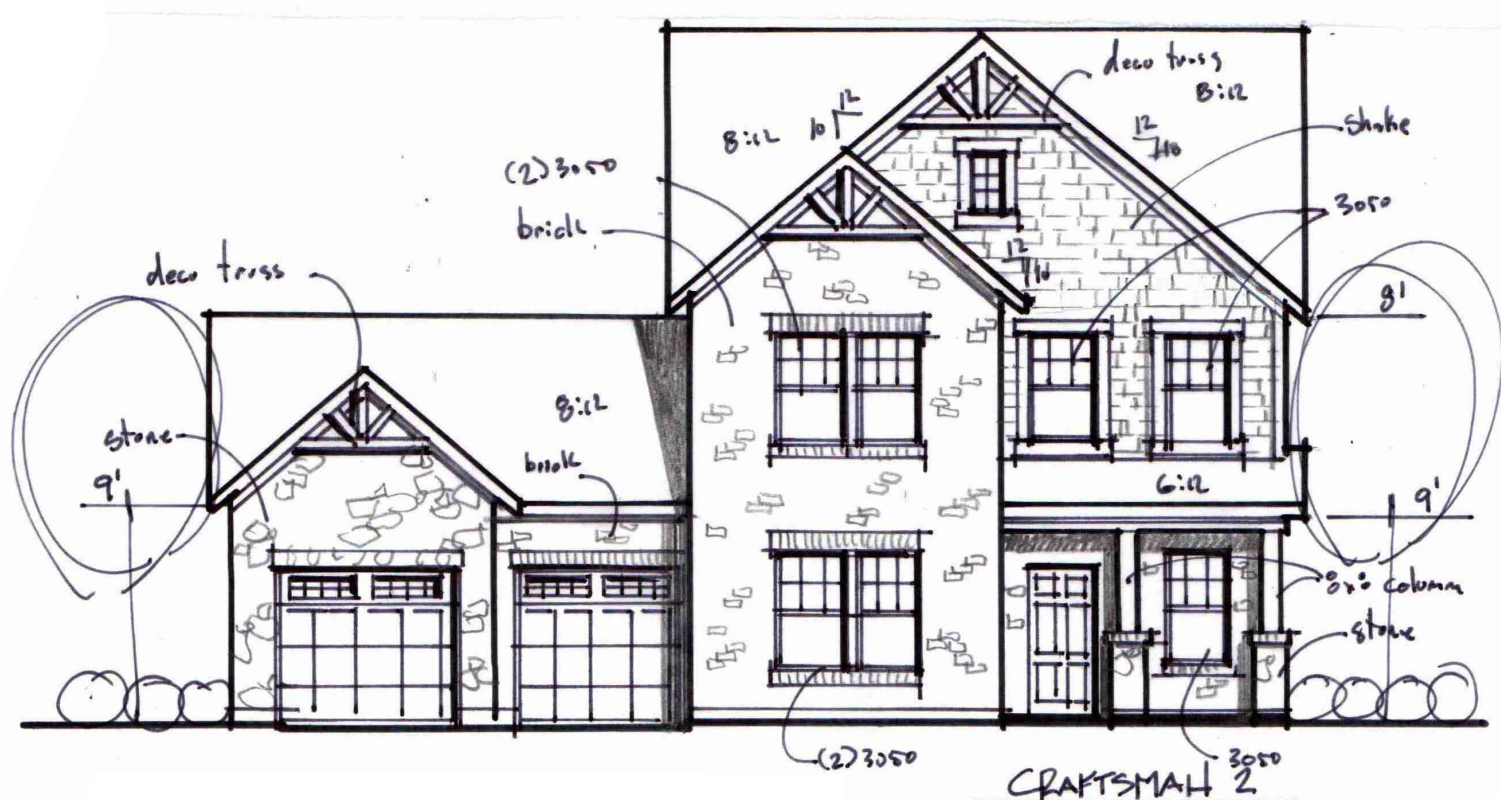 deco truss
8:12
12
10
8:12
12
10
shake
(2)3050
3050
brick
12
10
deco truss
8'
8:12
stone
brick
9'
6:12
9'
8x8 column
stone
(2)3050
3050
CRAFTSMAN 2